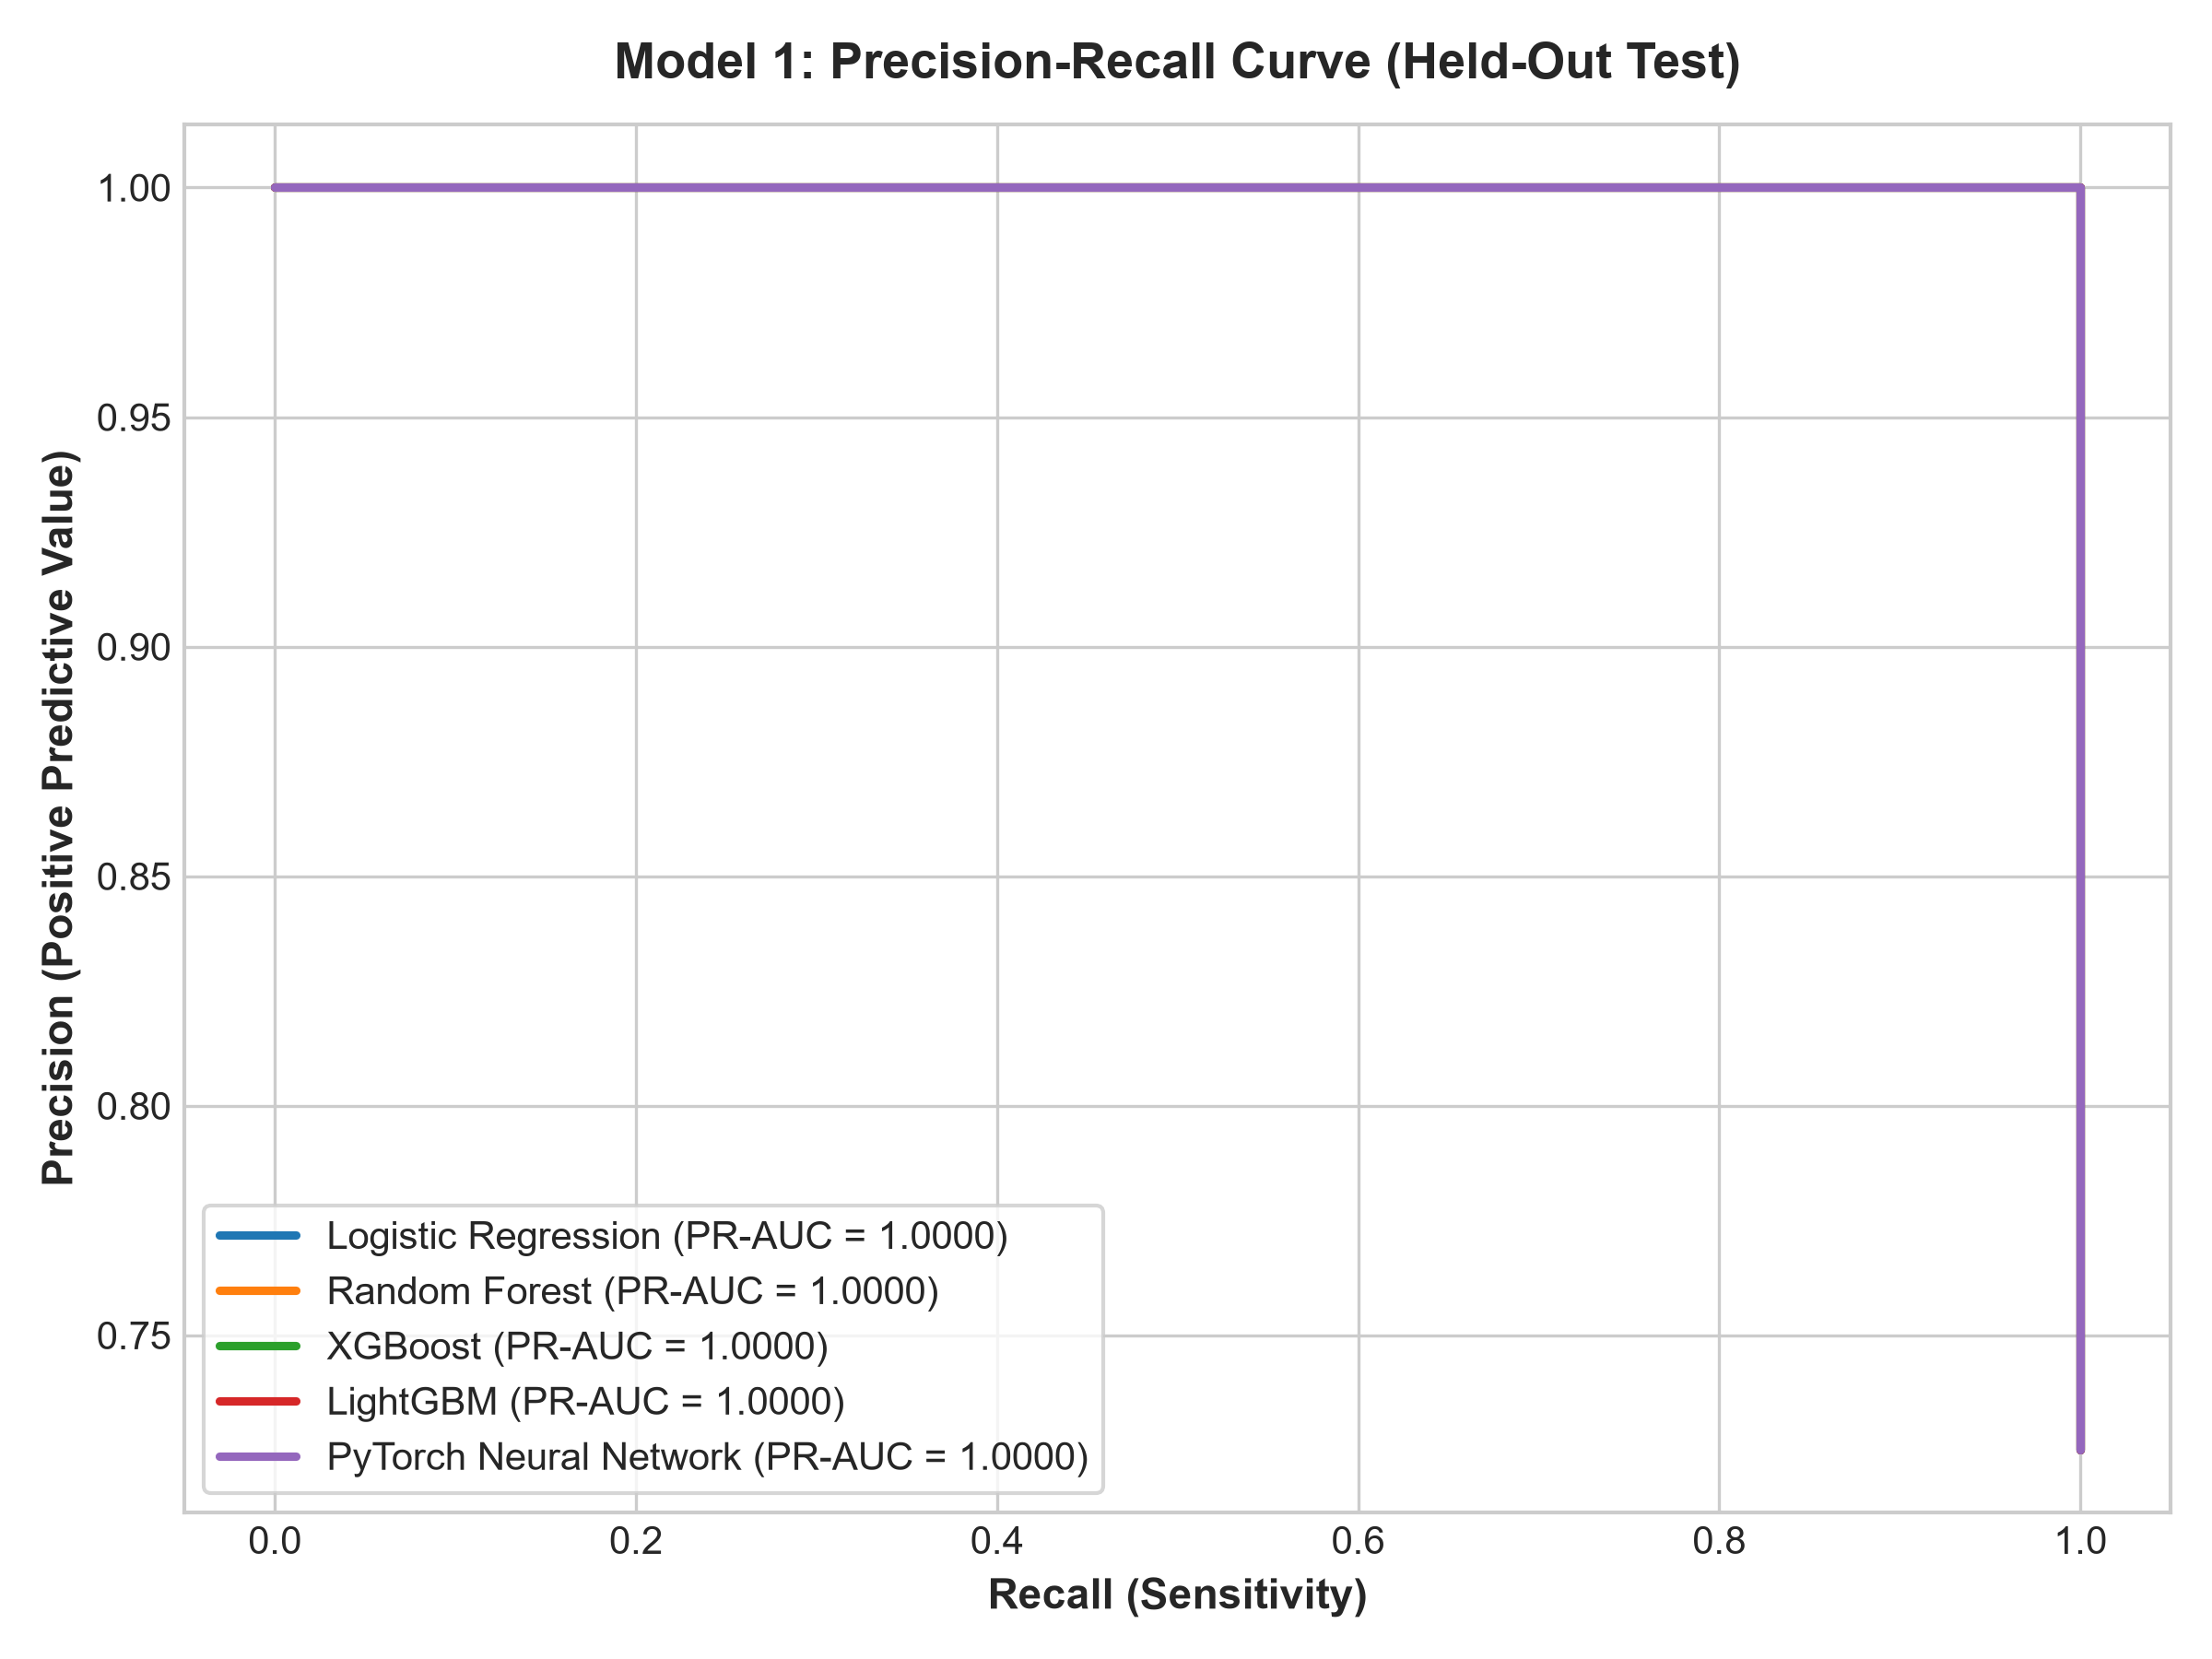 Model 1: Precision-Recall Curve (Held-Out Test)
Precision (Positive Predictive Value)
1.00
0.95
0.90
0.85
0.80
0.75
Logistic Regression (PR-AUC = 1.0000)
Random Forest (PR-AUC = 1.0000)
XGBoost (PR-AUC = 1.0000)
LightGBM (PR-AUC = 1.0000)
PyTorch Neural Network (PR-AUC = 1.0000)
0.0 0.2 0.4 0.6 0.8 1.0
Recall (Sensitivity)